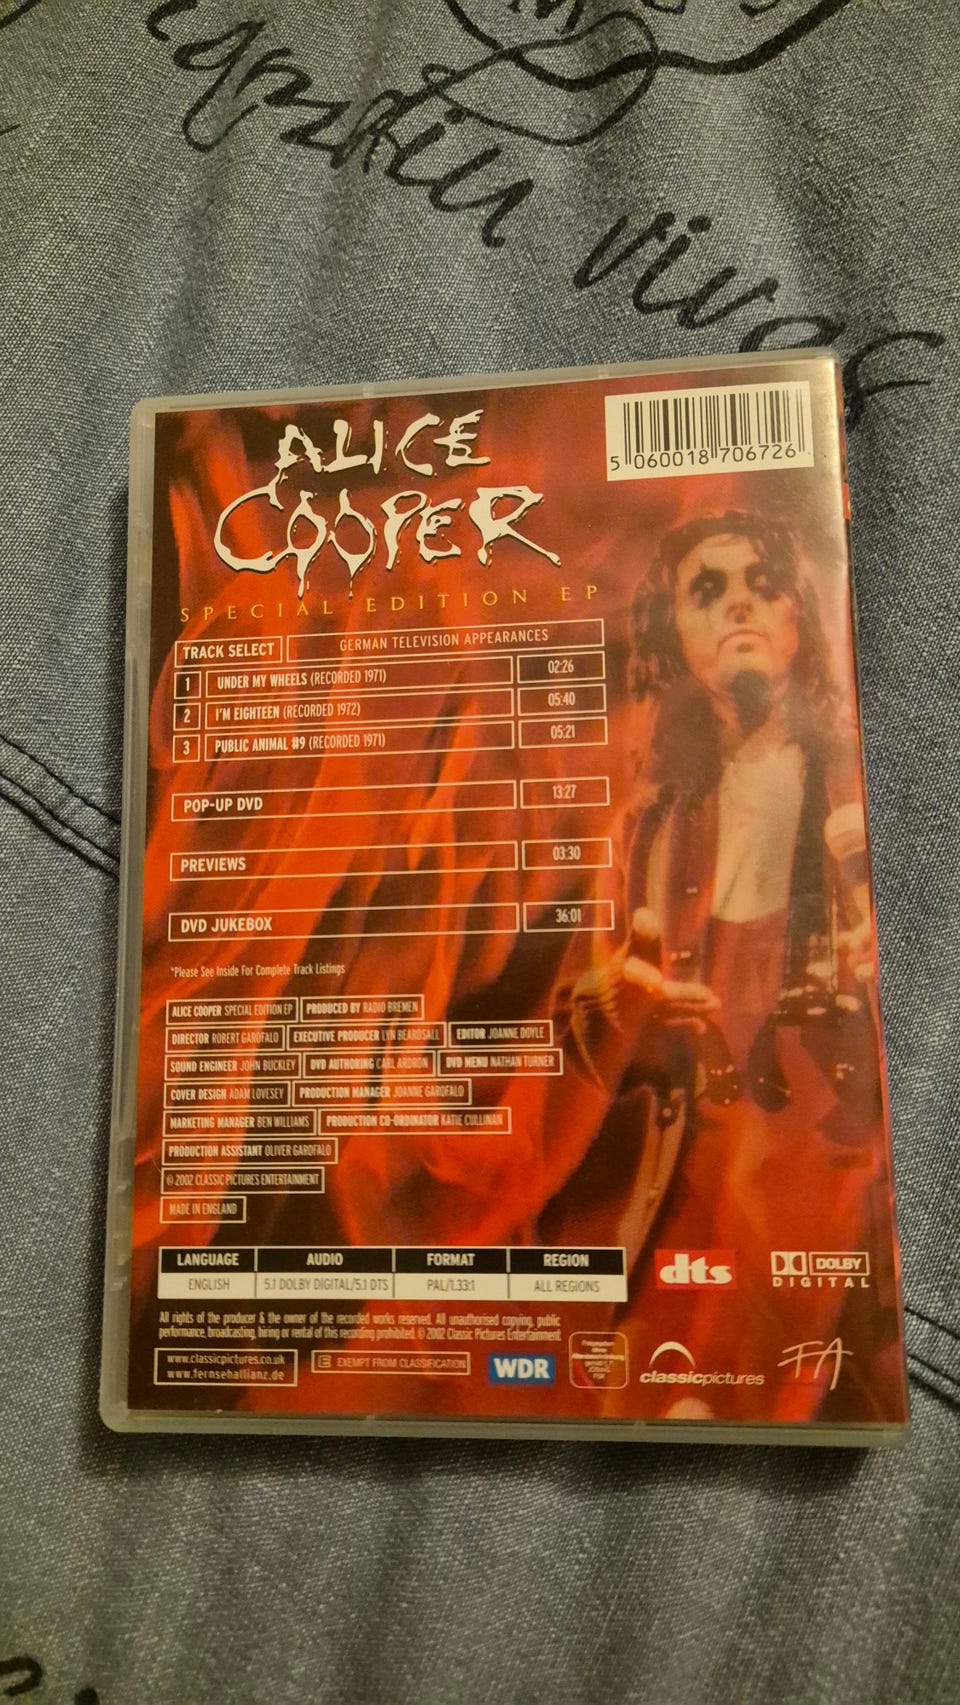 ALICE
COOPER
SPECIAL EDITION EP
5 060018 706726
TRACK SELECT GERMAN TELEVISION APPEARANCES
1 UNDER MY WHEELS (RECORDED 1971) 02:26
2 I'M EIGHTEEN (RECORDED 1972) 05:40
3 PUBLIC ANIMAL #9 (RECORDED 1971) 05:21
POP-UP DVD 13:27
PREVIEWS 03:30
DVD JUKEBOX 36:01
*Please See Inside For Complete Track Listings
ALICE COOPER SPECIAL EDITION EP PRODUCED BY RADIO BREMEN
DIRECTOR ROBERT GAROFALO EXECUTIVE PRODUCER LYN BEARDSALL EDITOR JOANNE DOYLE
SOUND ENGINEER JOHN BUCKLEY DVD AUTHORING CARL ARDRON DVD MENU NATHAN TURNER
COVER DESIGN ADAM LOVESEY PRODUCTION MANAGER JOANNE GAROFALO
MARKETING MANAGER BEN WILLIAMS PRODUCTION CO-ORDINATOR KATIE CULLINAN
PRODUCTION ASSISTANT OLIVER GAROFALO
© 2002 CLASSIC PICTURES ENTERTAINMENT
MADE IN ENGLAND
LANGUAGE AUDIO FORMAT REGION
ENGLISH 5.1 DOLBY DIGITAL/5.1 DTS PAL/1.33:1 ALL REGIONS
dts
DOLBY
DIGITAL
All rights of the producer & the owner of the recorded works reserved. All unauthorised copying, public
performance, broadcasting, hiring or rental of this recording prohibited. © 2002 Classic Pictures Entertainment.
www.classicpictures.co.uk
www.fernsehallianz.de
E EXEMPT FROM CLASSIFICATION
WDR
classicpictures
FA